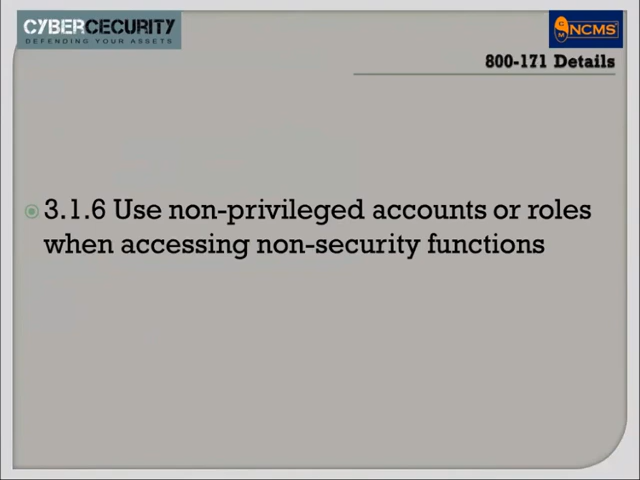 CYBERCECURITY
DEFENDING YOUR ASSETS
NCMS
800-171 Details
3.1.6 Use non-privileged accounts or roles
when accessing non-security functions